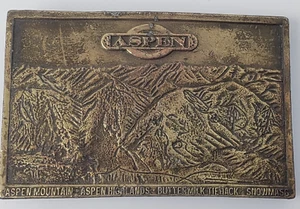 ASPEN
ASPEN MOUNTAIN - ASPEN HIGHLANDS - BUTTERMILK TIEHACK - SNOWMASS